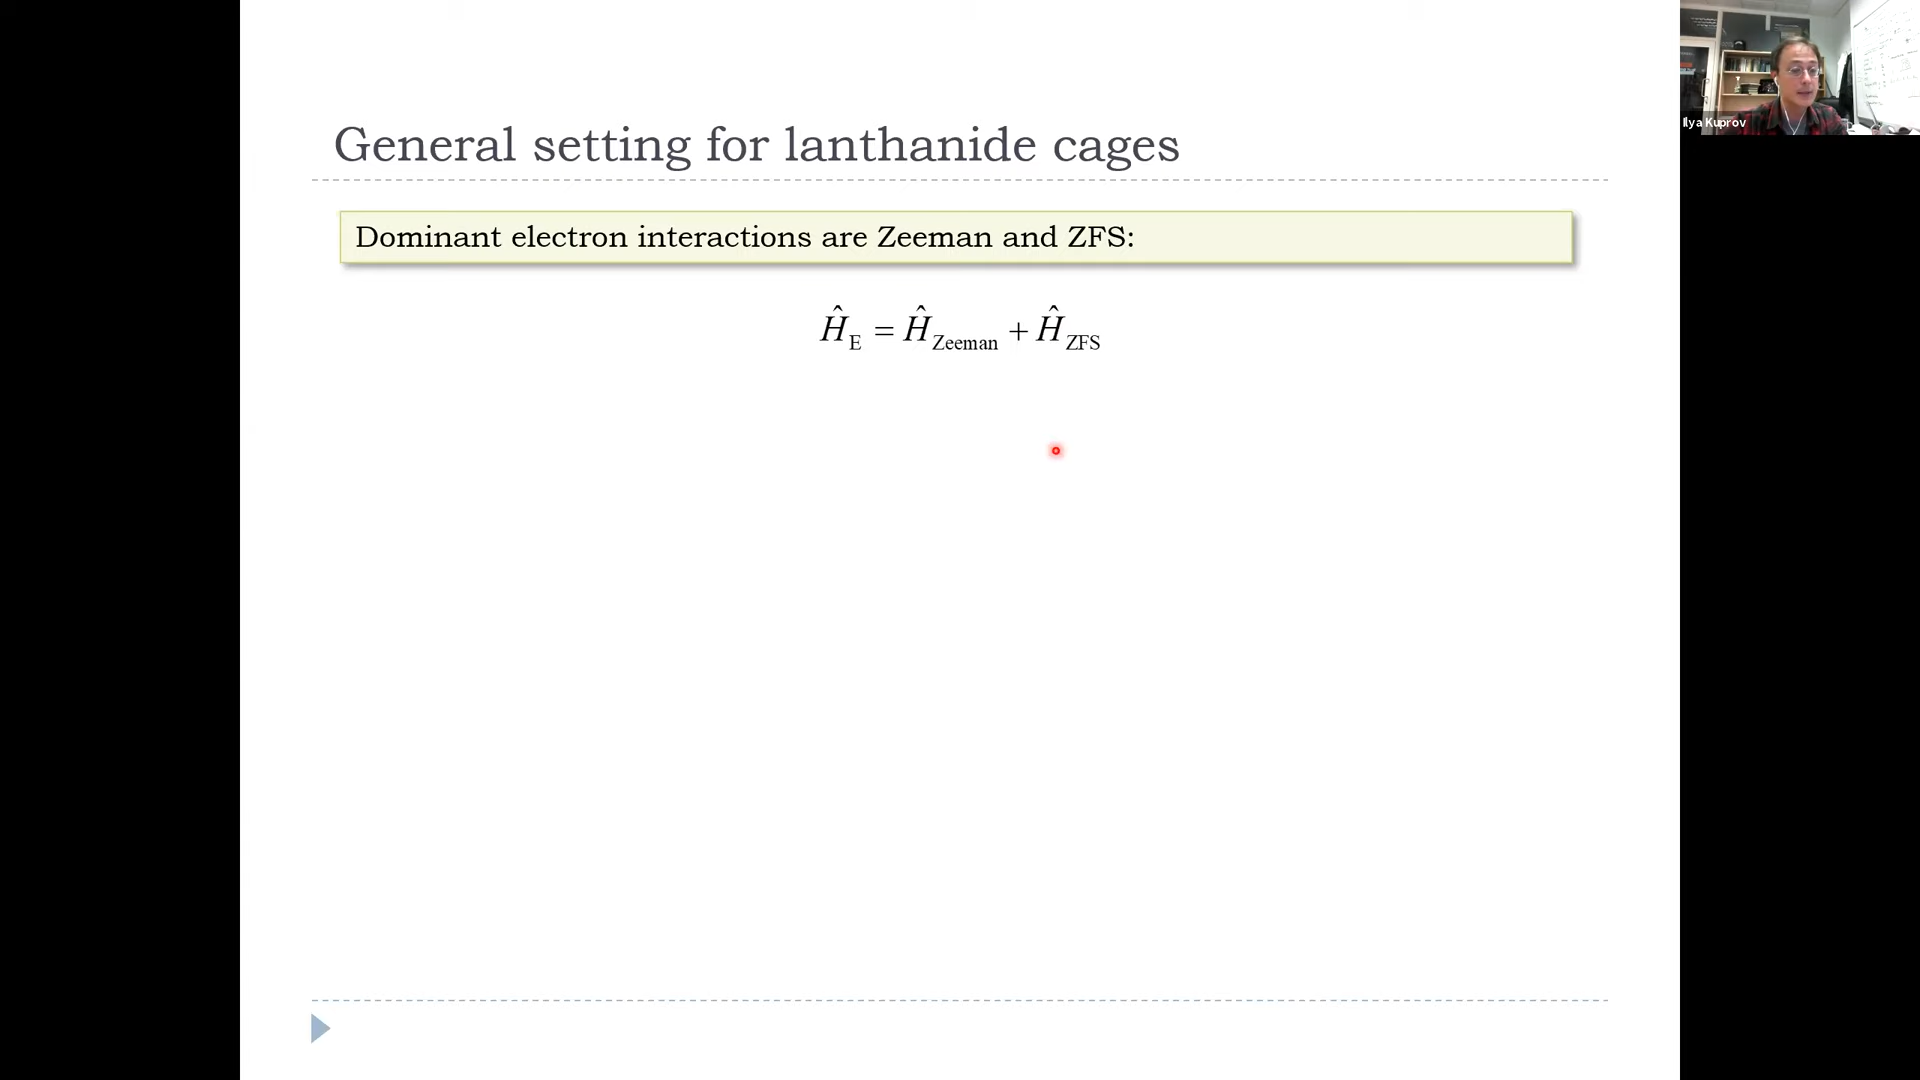 General setting for lanthanide cages
Ilya Kuprov
Dominant electron interactions are Zeeman and ZFS:
Ĥ_E = Ĥ_Zeeman + Ĥ_ZFS